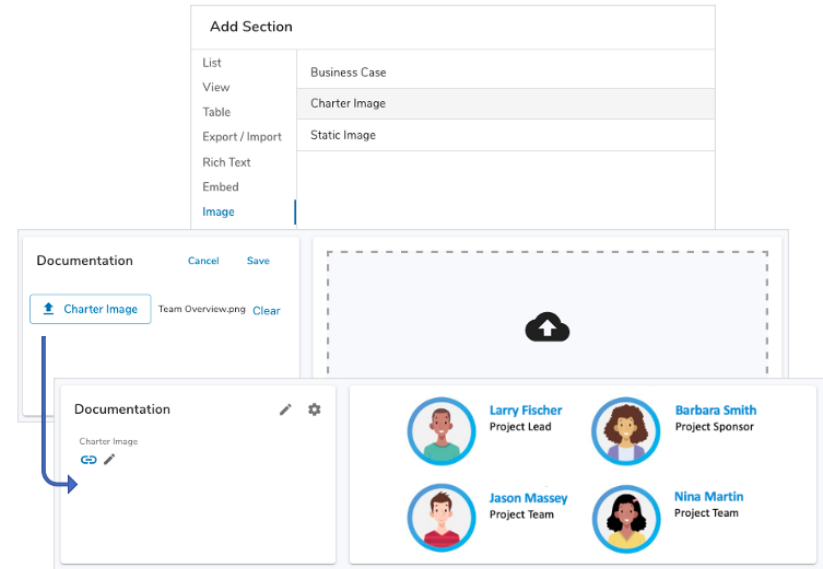 Add Section
List
View
Table
Export / Import
Rich Text
Embed
Image
Business Case
Charter Image
Static Image
Documentation
Cancel
Save
Charter Image
Team Overview.png
Clear
Documentation
Charter Image
Larry Fischer
Project Lead
Barbara Smith
Project Sponsor
Jason Massey
Project Team
Nina Martin
Project Team